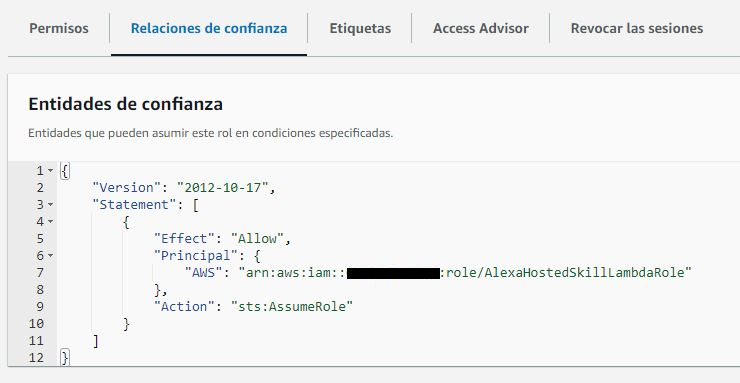 Permisos
Relaciones de confianza
Etiquetas
Access Advisor
Revocar las sesiones
Entidades de confianza
Entidades que pueden asumir este rol en condiciones especificadas.
1 {
2 "Version": "2012-10-17",
3 "Statement": [
4 {
5 "Effect": "Allow",
6 "Principal": {
7 "AWS": "arn:aws:iam:: :role/AlexaHostedSkillLambdaRole"
8 },
9 "Action": "sts:AssumeRole"
10 }
11 ]
12 }